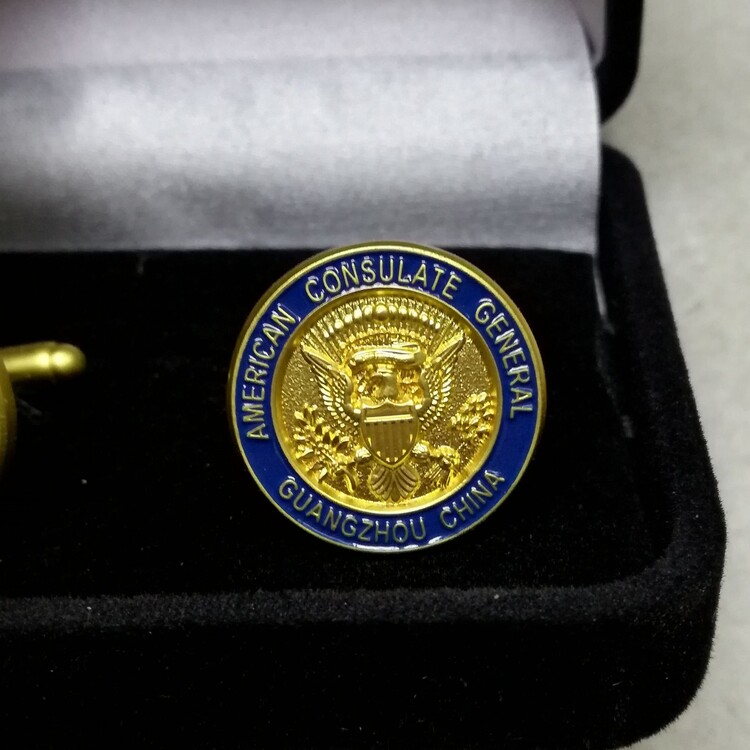 AMERICAN CONSULATE GENERAL
GUANGZHOU CHINA